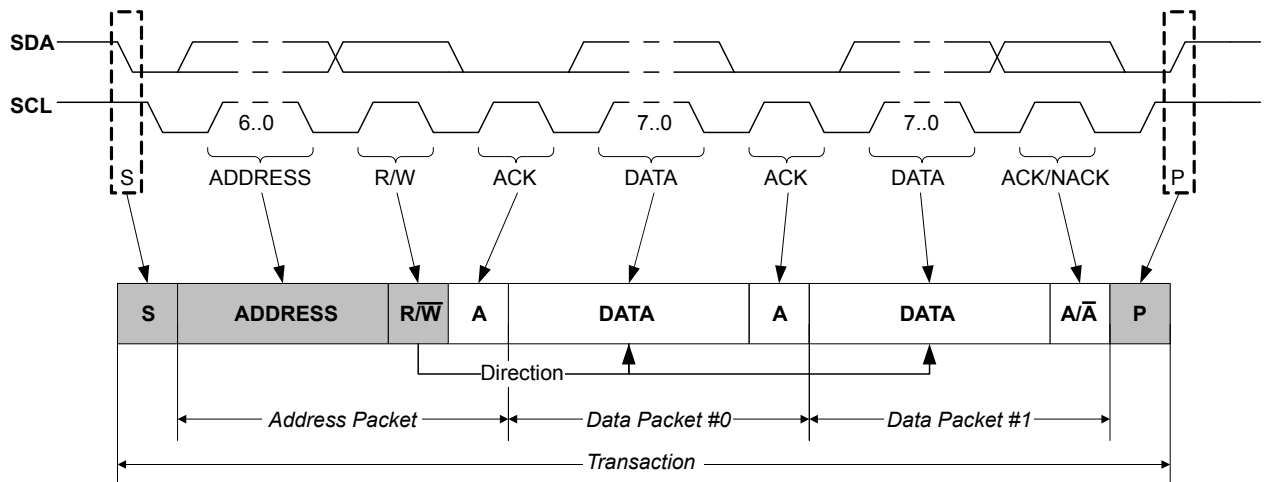 SDA
SCL
6..0 7..0 7..0
S ADDRESS R/W ACK DATA ACK DATA ACK/NACK P
S ADDRESS R/W̅ A DATA A DATA A/A̅ P
Direction
Address Packet Data Packet #0 Data Packet #1
Transaction